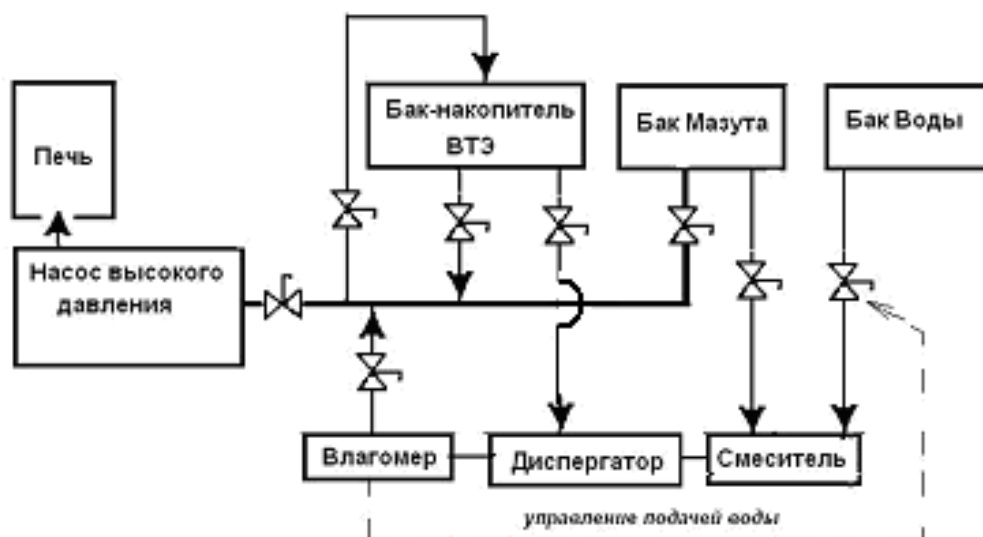 Бак-накопитель
ВТЭ
Бак Мазута
Бак Воды
Печь
Насос высокого
давления
Влагомер
Диспергатор
Смеситель
управление подачей воды